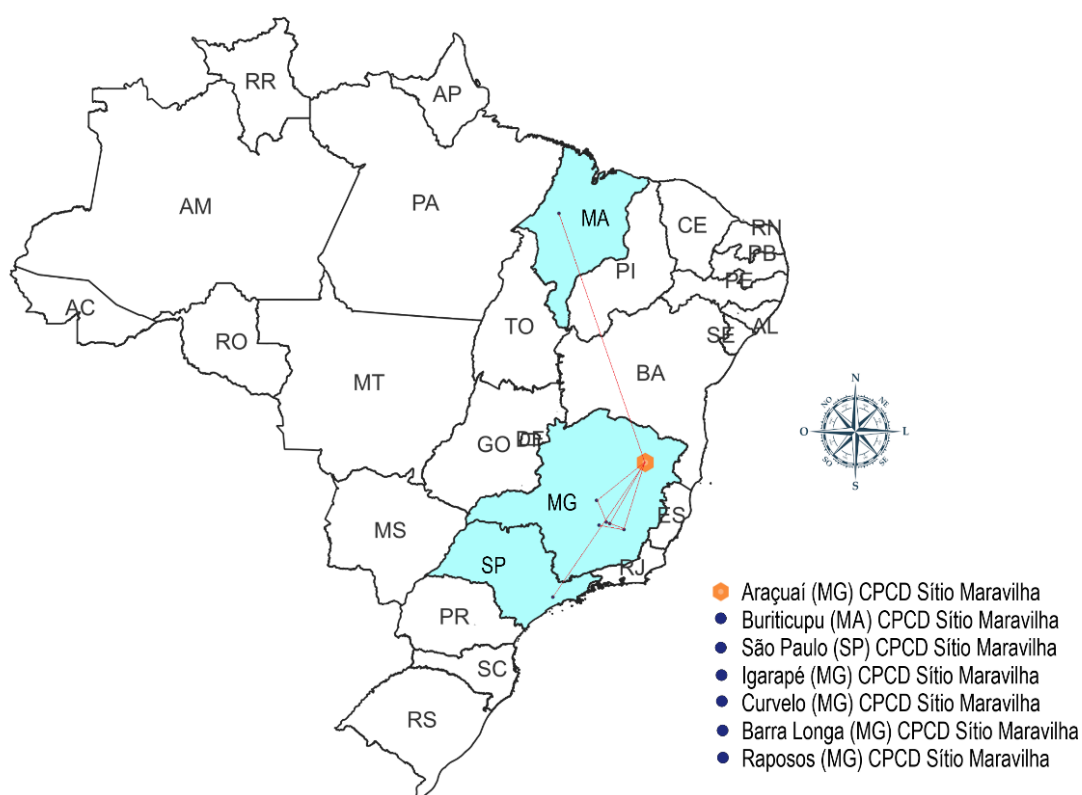 RR
AP
AM
PA
MA
CE
RN
PB
PI
PE
AC
AL
TO
SE
RO
BA
MT
N
NO
NE
O
L
SO
SE
S
GO
DF
MG
ES
MS
SP
RJ
PR
SC
RS
Araçuaí (MG) CPCD Sítio Maravilha
Buriticupu (MA) CPCD Sítio Maravilha
São Paulo (SP) CPCD Sítio Maravilha
Igarapé (MG) CPCD Sítio Maravilha
Curvelo (MG) CPCD Sítio Maravilha
Barra Longa (MG) CPCD Sítio Maravilha
Raposos (MG) CPCD Sítio Maravilha